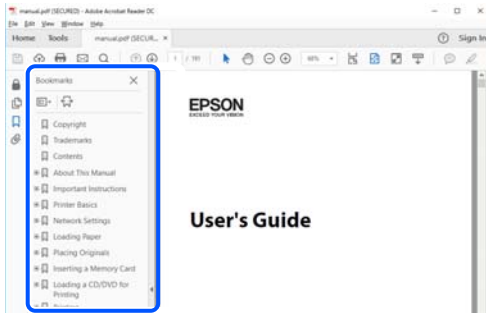 manual.pdf (SECURED) - Adobe Acrobat Reader DC
File Edit View Window Help
Home Tools manual.pdf (SECUR... ×
Sign In
Bookmarks
Copyright
Trademarks
Contents
About This Manual
Important Instructions
Printer Basics
Network Settings
Loading Paper
Placing Originals
Inserting a Memory Card
Loading a CD/DVD for
Printing
EPSON
EXCEED YOUR VISION
User's Guide